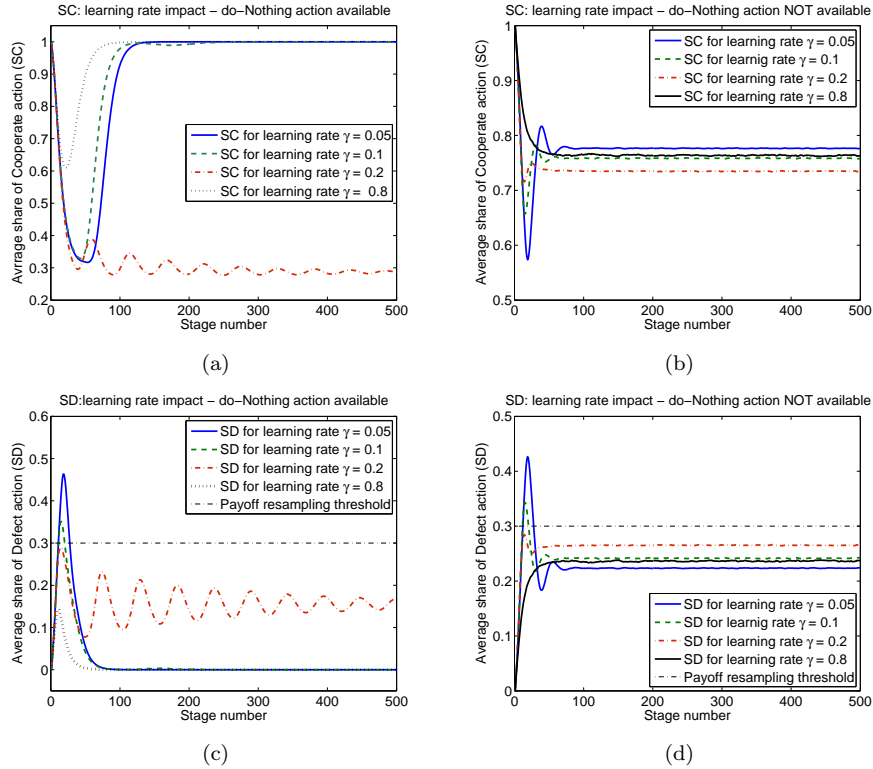 SC: learning rate impact − do−Nothing action available
Avrrage share of Cooperate action (SC)
1
0.9
0.8
0.7
0.6
0.5
0.4
0.3
0.2
SC for learning rate γ = 0.05
SC for learning rate γ = 0.1
SC for learning rate γ = 0.2
SC for learning rate γ = 0.8
0 100 200 300 400 500
Stage number
(a)
SC: learning rate impact − do−Nothing action NOT available
Average share of Cooperate action (SC)
1
0.9
0.8
0.7
0.6
0.5
SC for learning rate γ = 0.05
SC for learnig rate γ = 0.1
SC for learning rate γ = 0.2
SC for learning rate γ = 0.8
0 100 200 300 400 500
Stage number
(b)
SD:learning rate impact − do−Nothing action available
Average share of Defect action (SD)
0.6
0.5
0.4
0.3
0.2
0.1
0
SD for learning rate γ = 0.05
SD for learning rate γ = 0.1
SD for learning rate γ = 0.2
SD for learning rate γ = 0.8
Payoff resampling threshold
0 100 200 300 400 500
Stage number
(c)
SD: learning rate impact − do−Nothing action NOT available
Average share of Defect action (SD)
0.5
0.4
0.3
0.2
0.1
0
SD for learning rate γ = 0.05
SD for learnig rate γ = 0.1
SD for learning rate γ = 0.2
SD for learning rate γ = 0.8
Payoff resampling threshold
0 100 200 300 400 500
Stage number
(d)